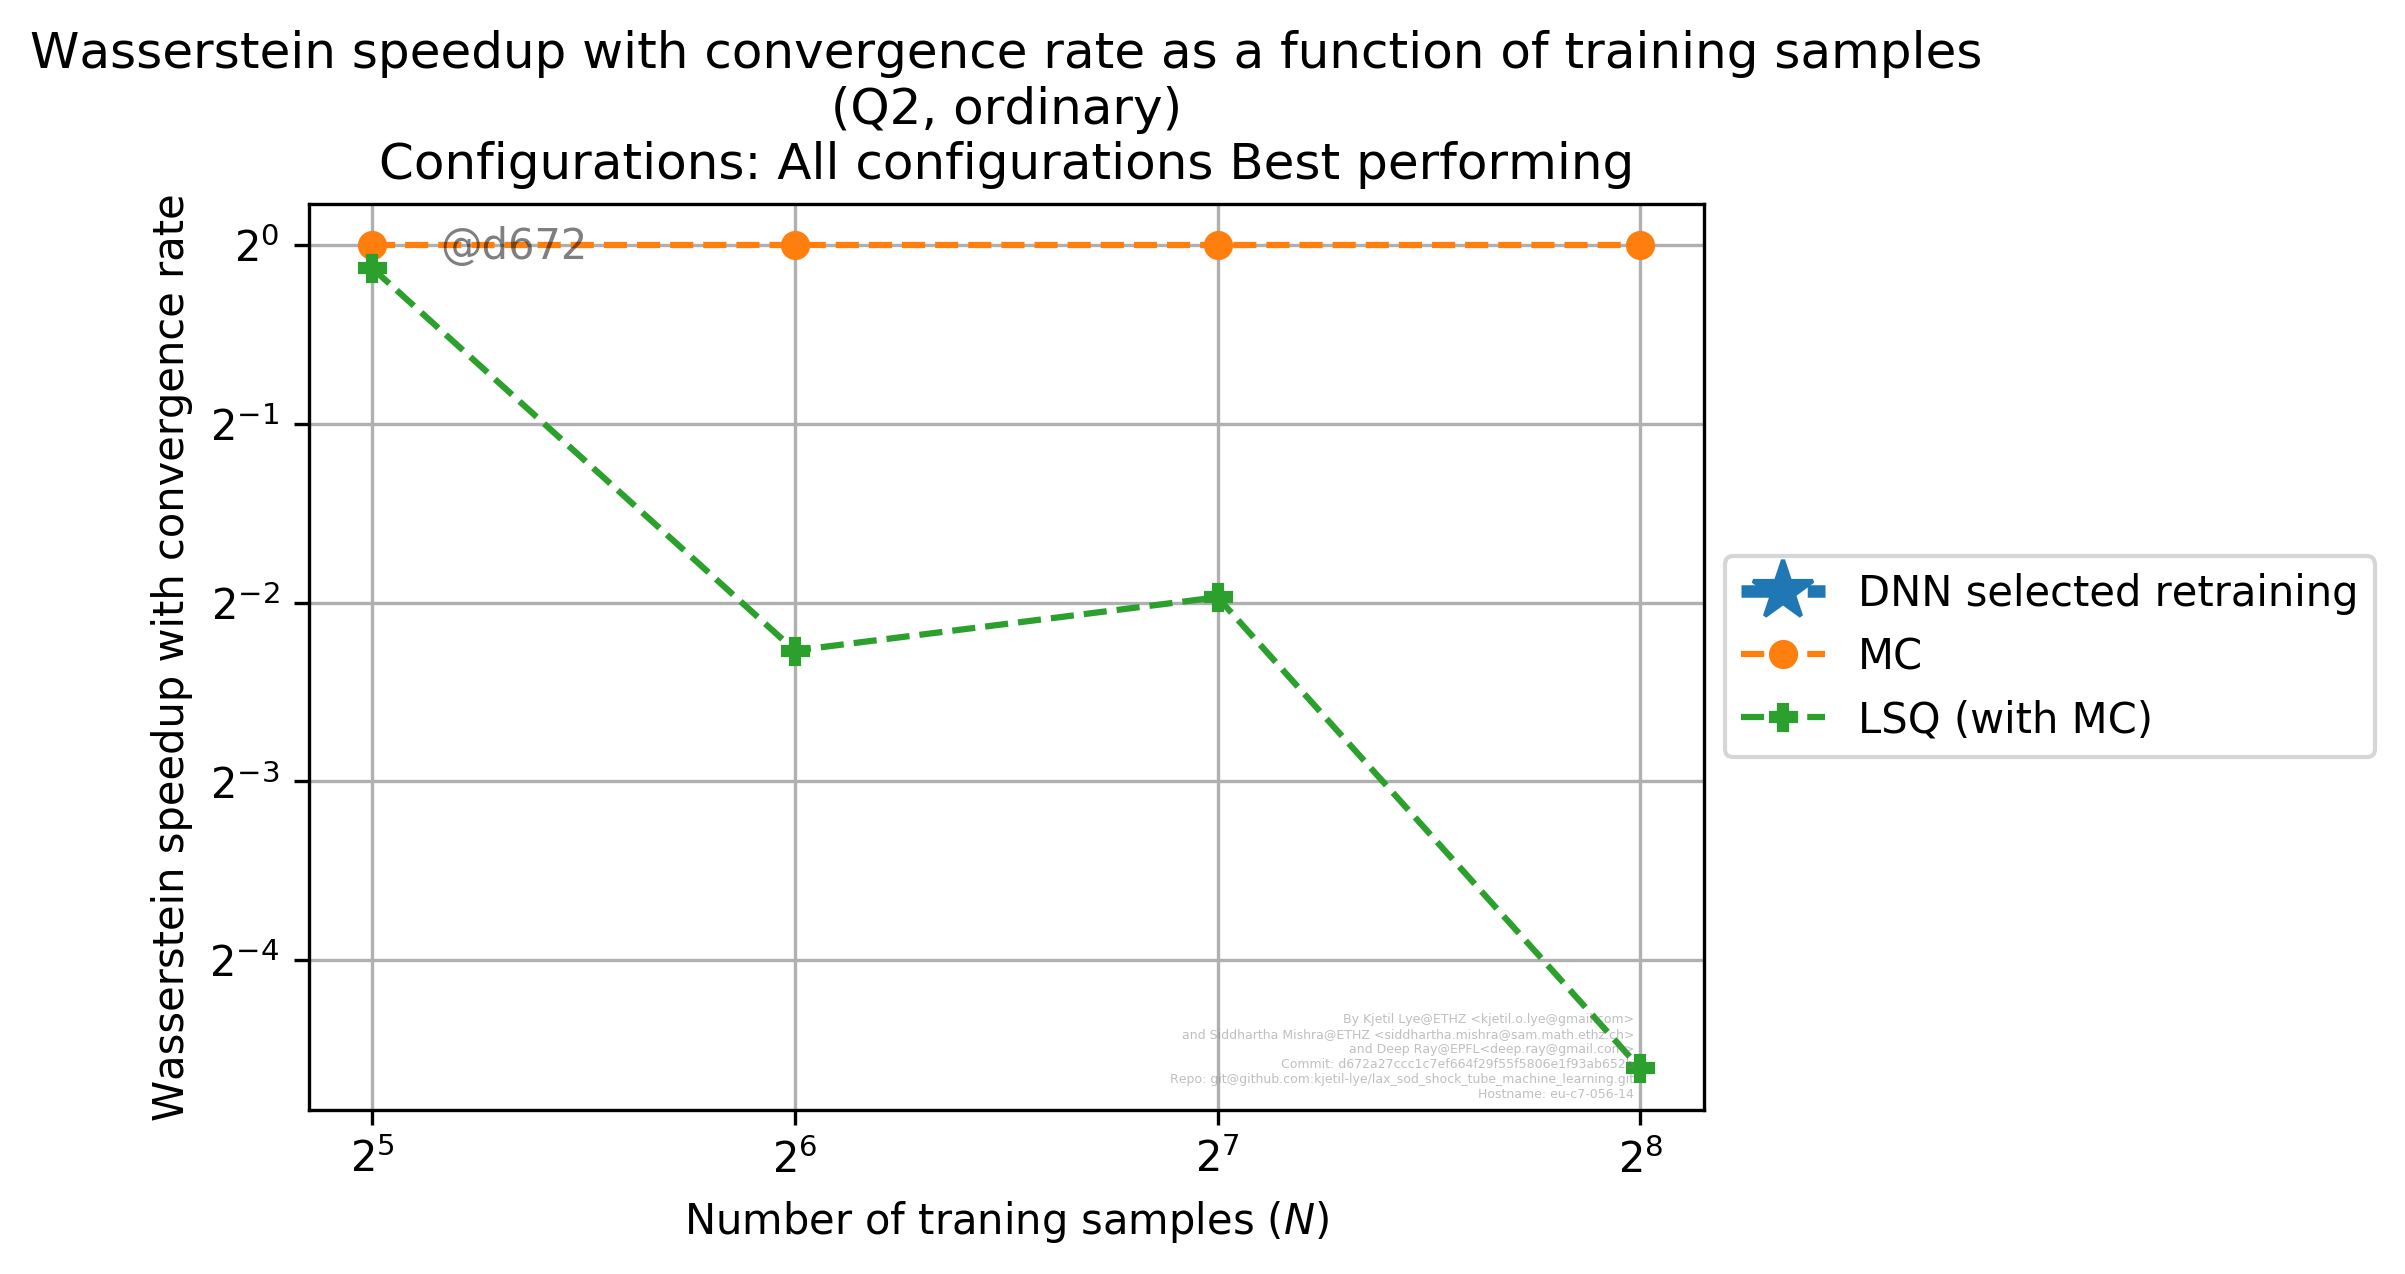 Wasserstein speedup with convergence rate as a function of training samples
(Q2, ordinary)
Configurations: All configurations Best performing
Wasserstein speedup with convergence rate
2⁰
2⁻¹
2⁻²
2⁻³
2⁻⁴
@d672
DNN selected retraining
MC
LSQ (with MC)
By Kjetil Lye@ETHZ <kjetil.o.lye@gmail.com>
and Siddhartha Mishra@ETHZ <siddhartha.mishra@sam.math.ethz.ch>
and Deep Ray@EPFL<deep.ray@gmail.com>
Commit:
Repo: git@github.com:kjetil-lye/lax_sod_shock_tube_machine_learning.git
Hostname: eu-c7-056-14
2⁵ 2⁶ 2⁷ 2⁸
Number of traning samples (N)